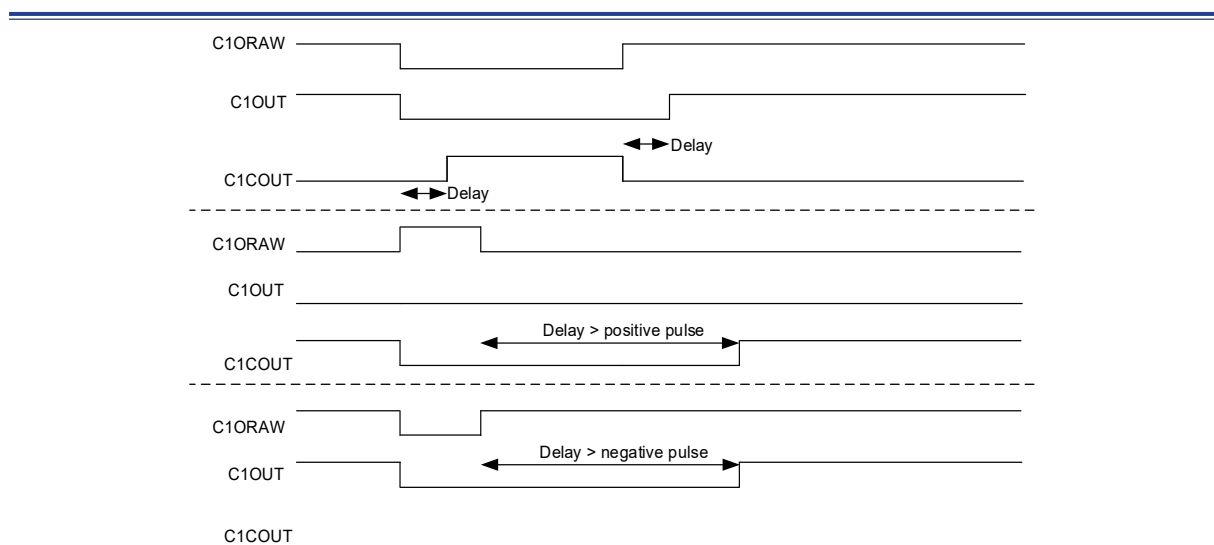 C1ORAW
C1OUT
Delay
C1COUT
Delay
C1ORAW
C1OUT
Delay > positive pulse
C1COUT
C1ORAW
Delay > negative pulse
C1OUT
C1COUT